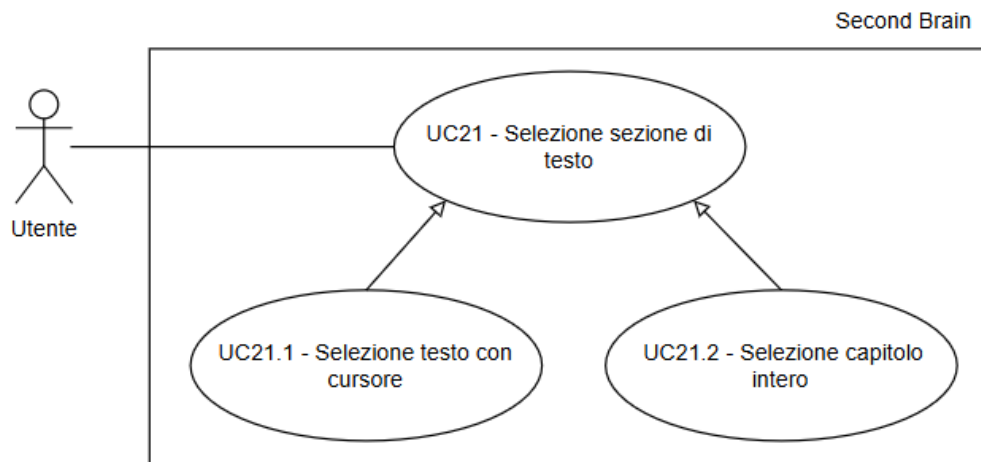 Second Brain
UC21 - Selezione sezione di
testo
Utente
UC21.1 - Selezione testo con
cursore
UC21.2 - Selezione capitolo
intero